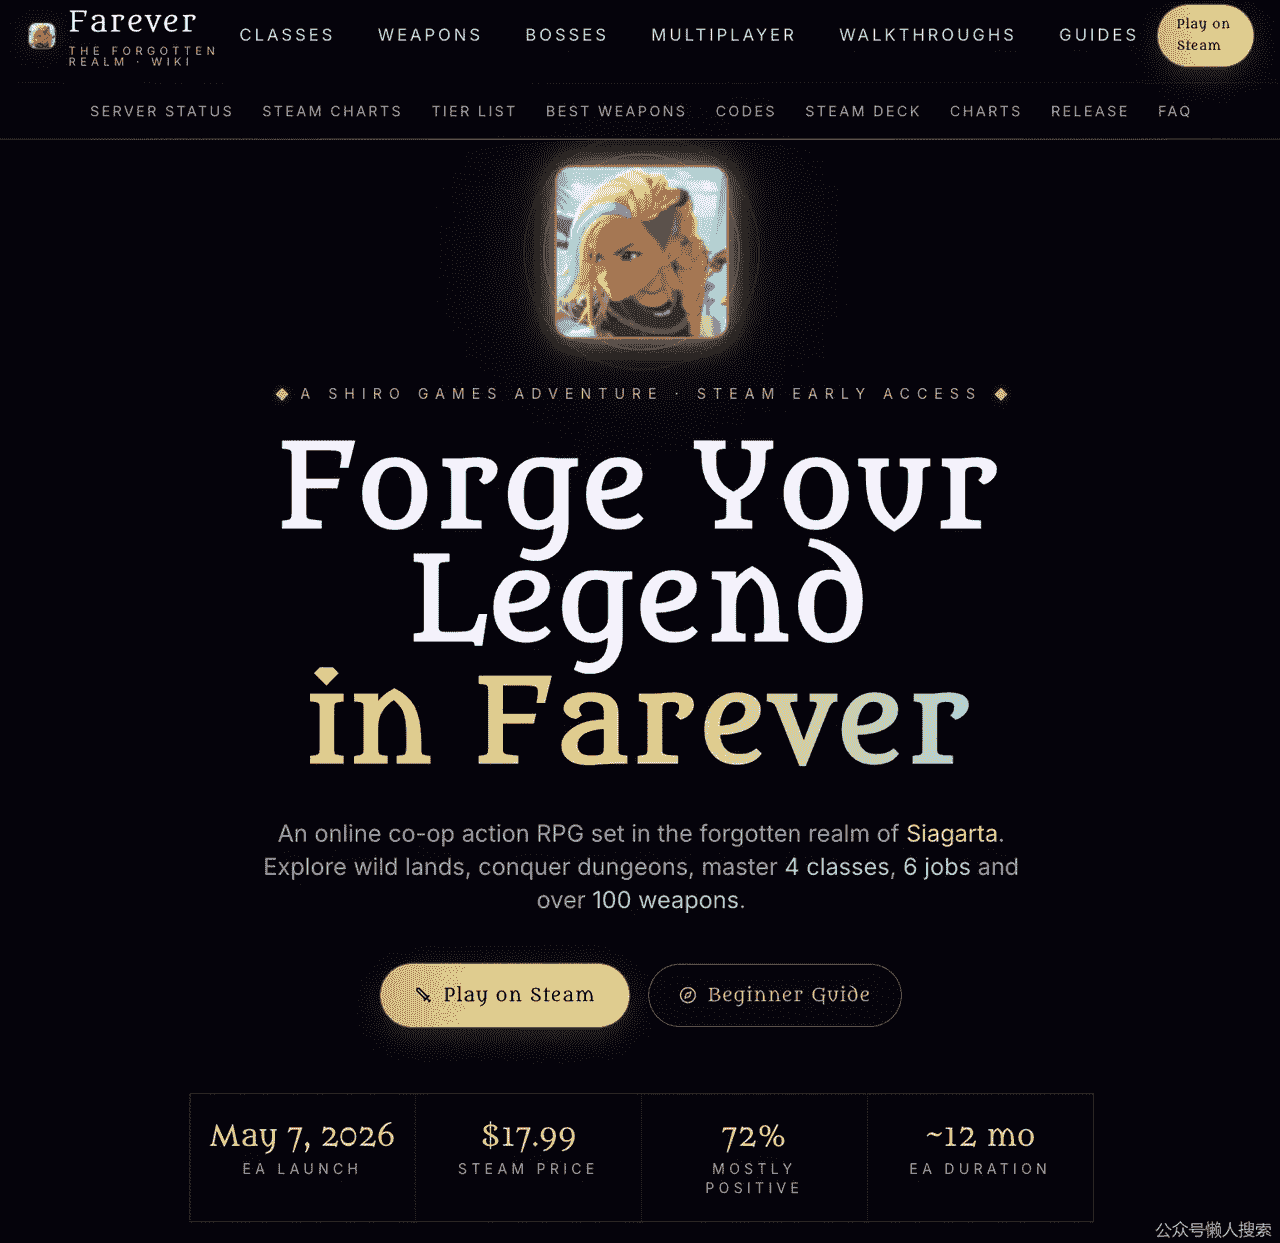 Farever
THE FORGOTTEN
REALM · WIKI
CLASSES WEAPONS BOSSES MULTIPLAYER WALKTHROUGHS GUIDES
Play on
Steam
SERVER STATUS STEAM CHARTS TIER LIST BEST WEAPONS CODES STEAM DECK CHARTS RELEASE FAQ
A SHIRO GAMES ADVENTURE · STEAM EARLY ACCESS
Forge Your
Legend
in Farever
An online co-op action RPG set in the forgotten realm of Siagarta.
Explore wild lands, conquer dungeons, master 4 classes, 6 jobs and
over 100 weapons.
Play on Steam
Beginner Guide
May 7, 2026
EA LAUNCH
$17.99
STEAM PRICE
72%
MOSTLY
POSITIVE
~12 mo
EA DURATION
公众号懒人搜索